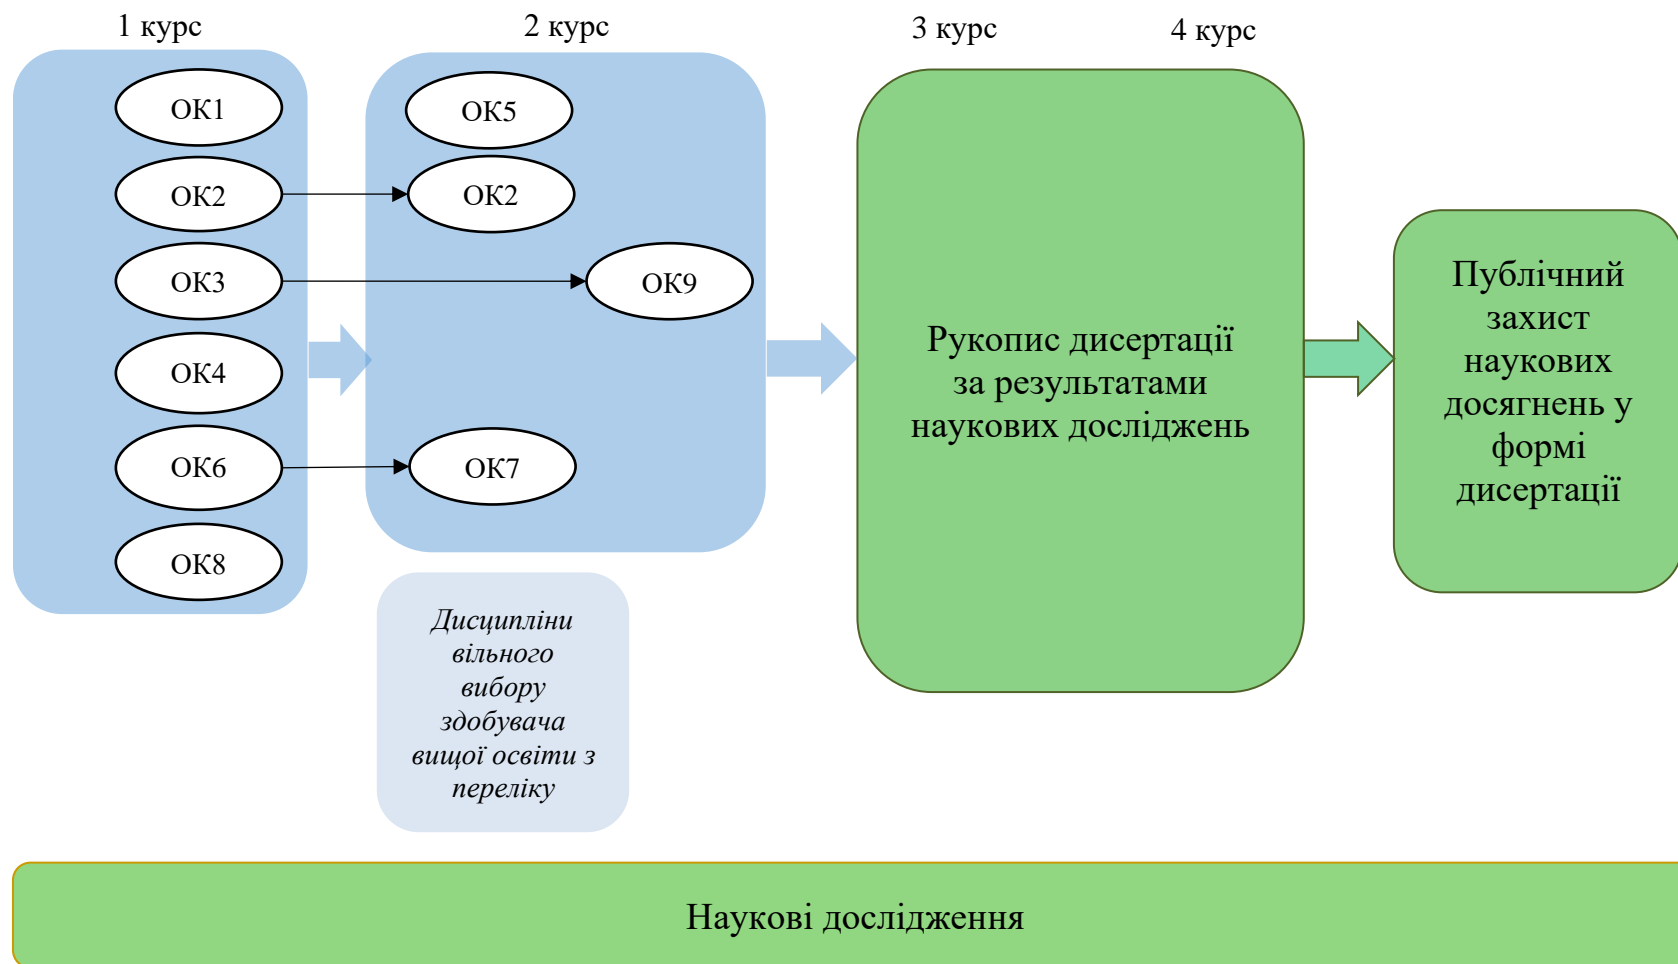 1 курс
2 курс
3 курс
4 курс
ОК1
ОК2
ОК3
ОК4
ОК6
ОК8
ОК5
ОК2
ОК9
ОК7
Дисципліни
вільного
вибору
здобувача
вищої освіти з
переліку
Рукопис дисертації
за результатами
наукових досліджень
Публічний
захист
наукових
досягнень у
формі
дисертації
Наукові дослідження